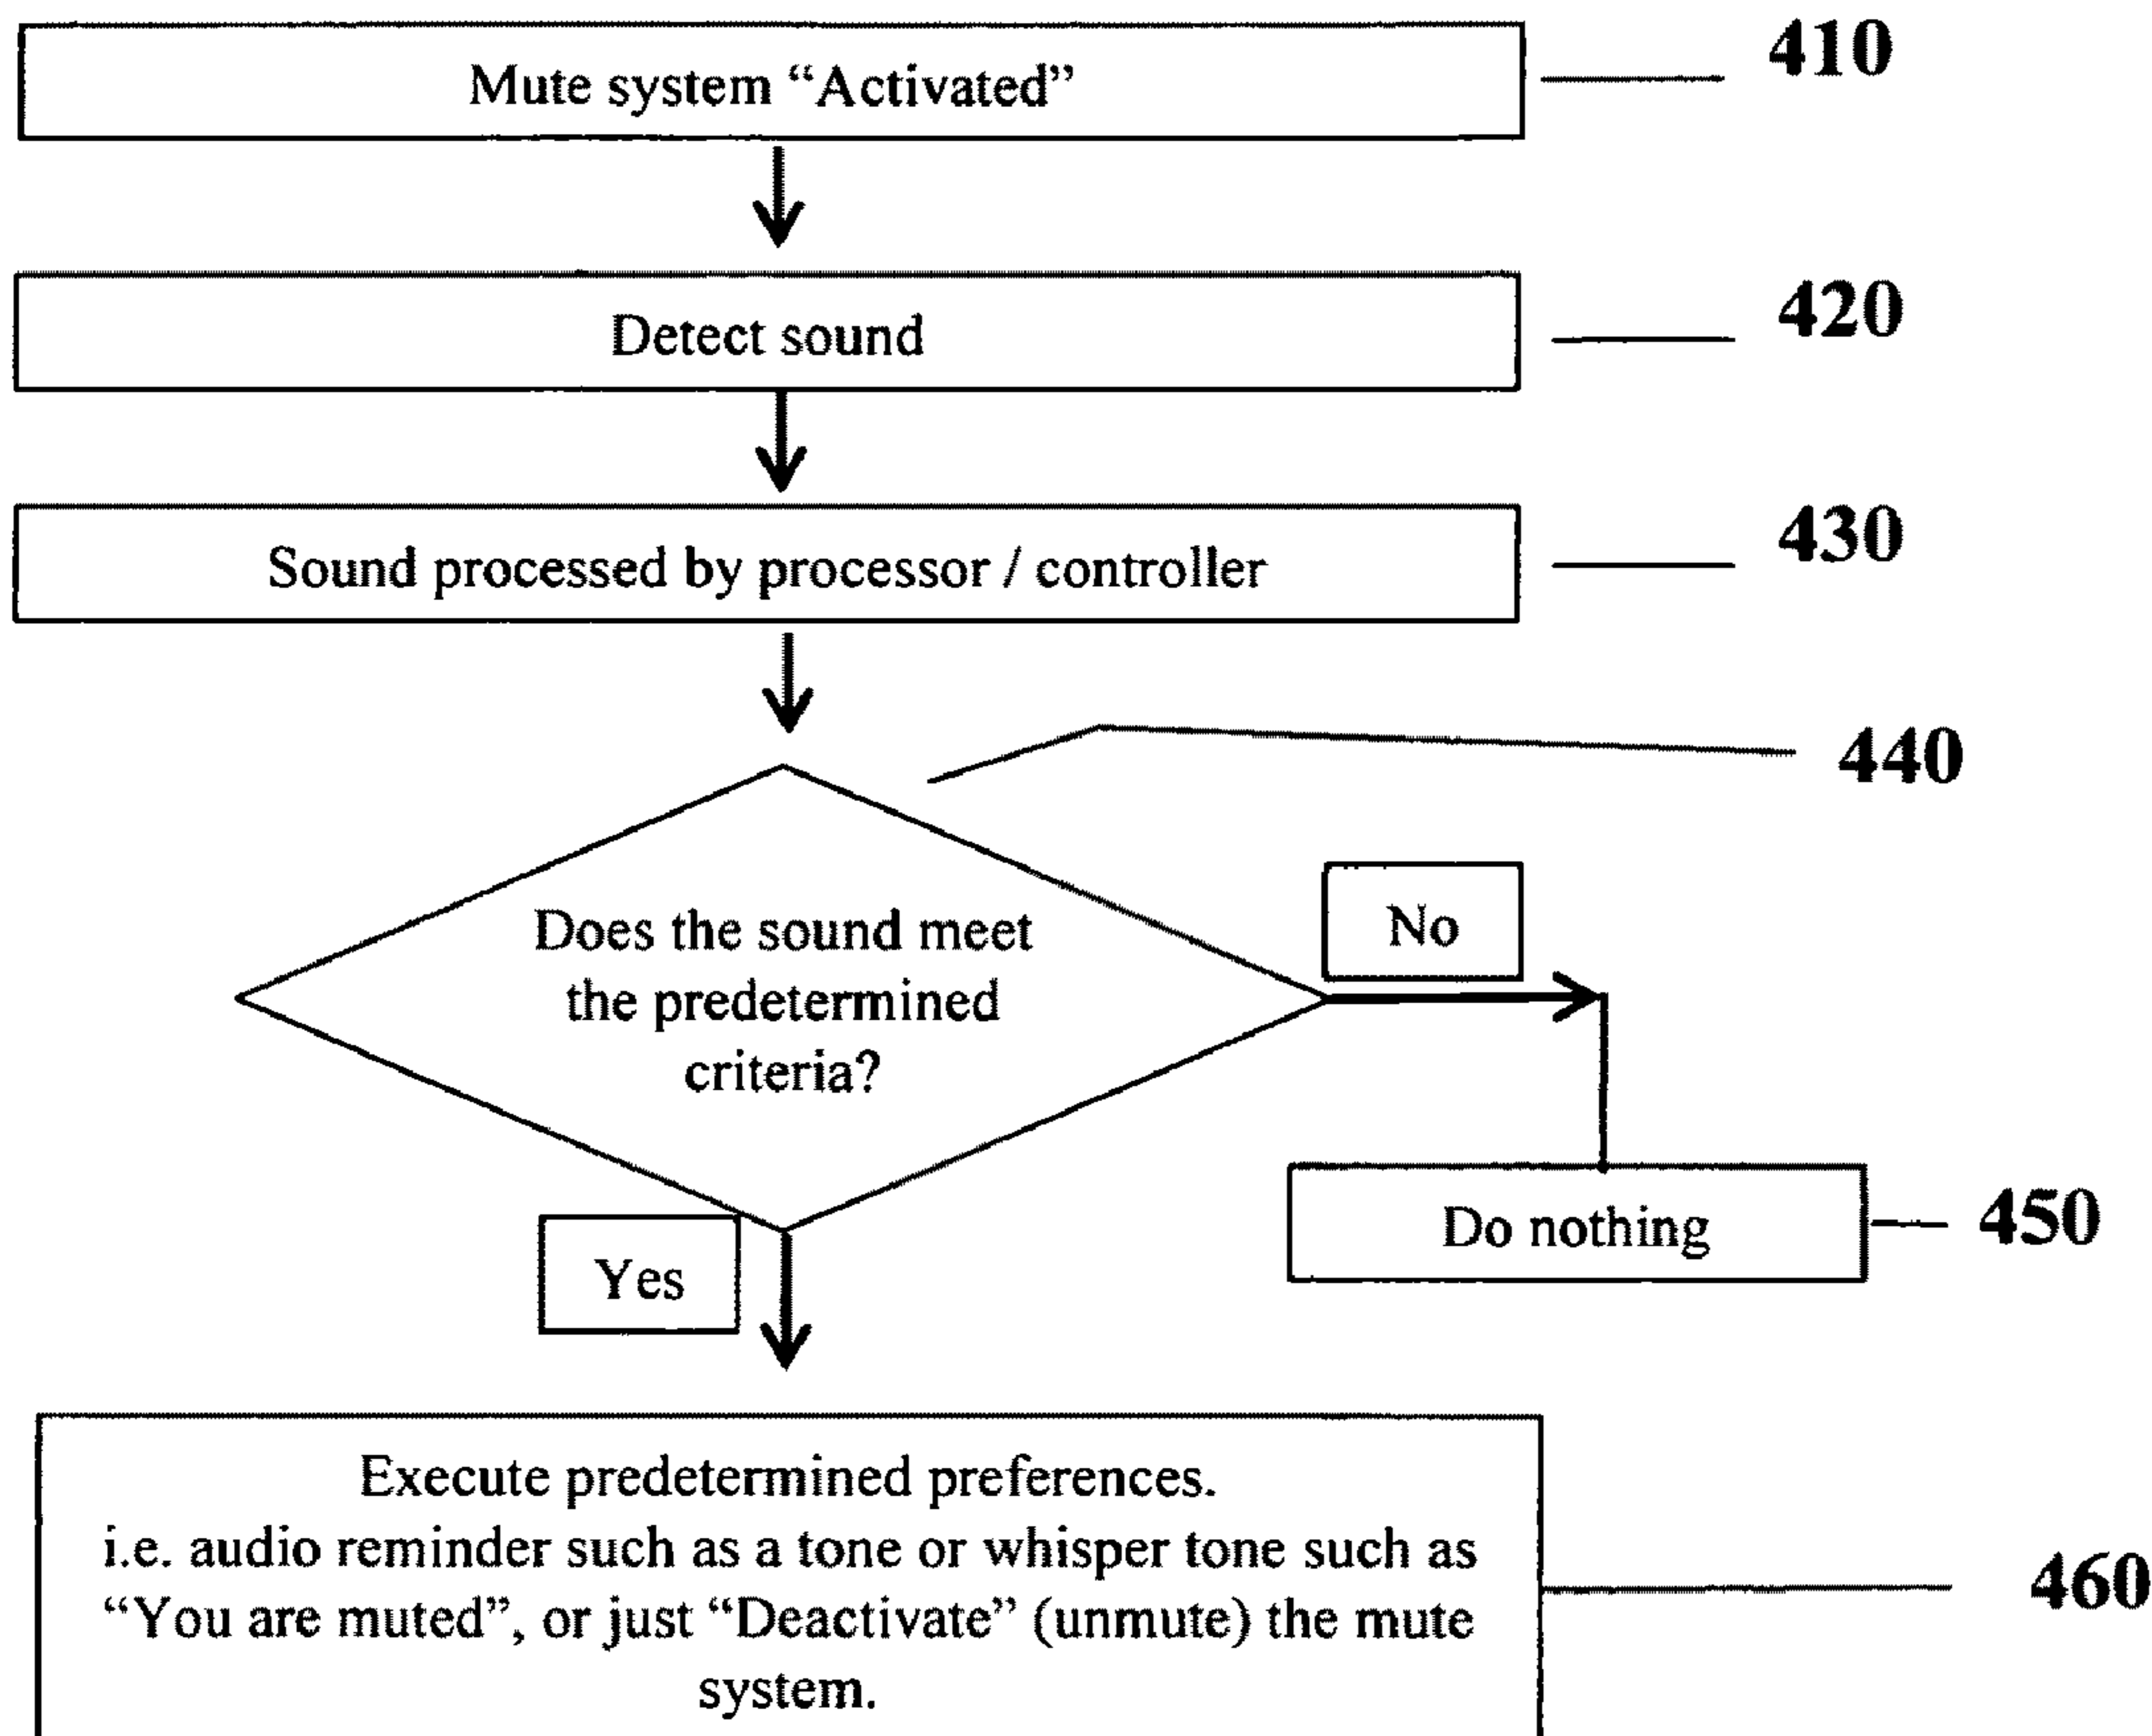 Mute system “Activated”
410
Detect sound
420
Sound processed by processor / controller
430
440
Does the sound meet
the predetermined
criteria?
No
Do nothing
450
Yes
Execute predetermined preferences.
i.e. audio reminder such as a tone or whisper tone such as
“You are muted”, or just “Deactivate” (unmute) the mute
system.
460